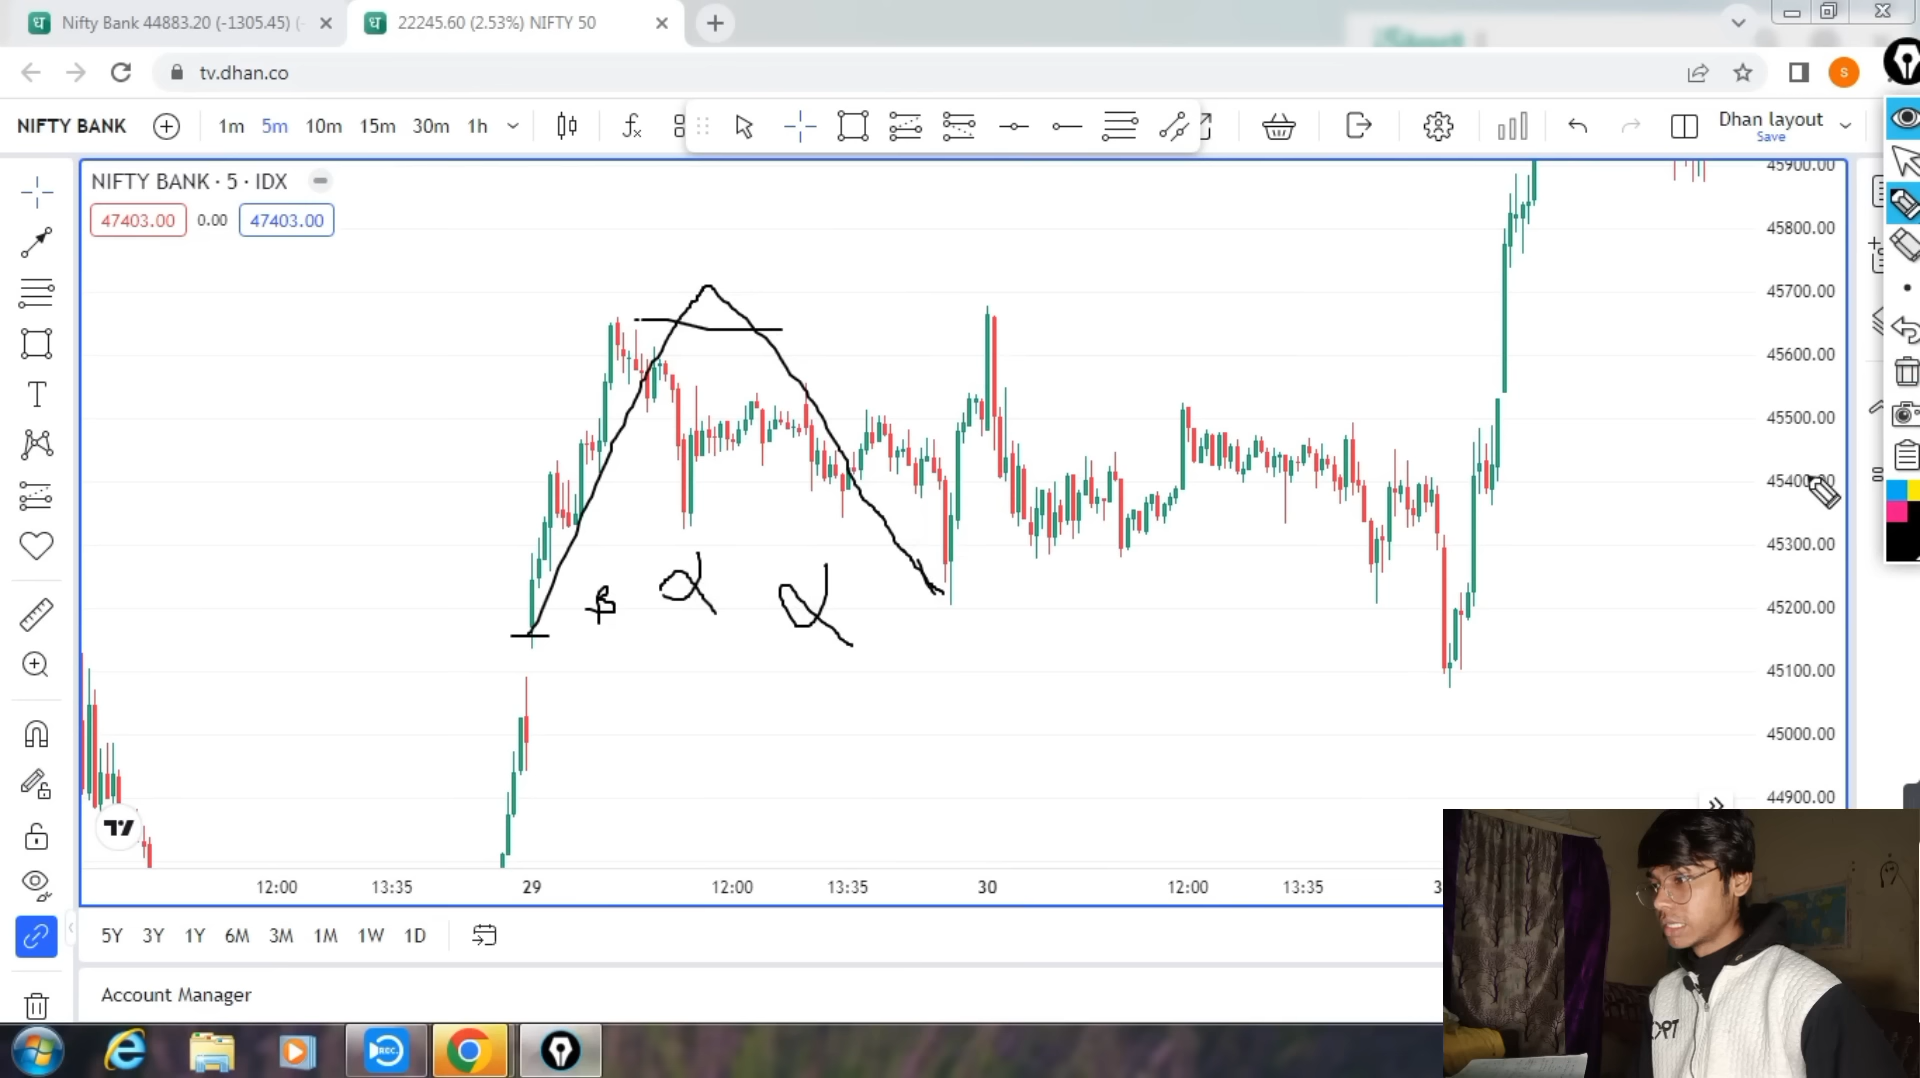 Nifty Bank 44883.20 (-1305.45) (-
22245.60 (2.53%) NIFTY 50
tv.dhan.co
S
NIFTY BANK
1m 5m 10m 15m 30m 1h
Dhan layout
Save
NIFTY BANK · 5 · IDX
47403.00 0.00 47403.00
45900.00
45800.00
45700.00
45600.00
45500.00
45400.00
45300.00
45200.00
45100.00
45000.00
44900.00
12:00 13:35 29 12:00 13:35 30 12:00 13:35 3
5Y 3Y 1Y 6M 3M 1M 1W 1D
Account Manager
REC